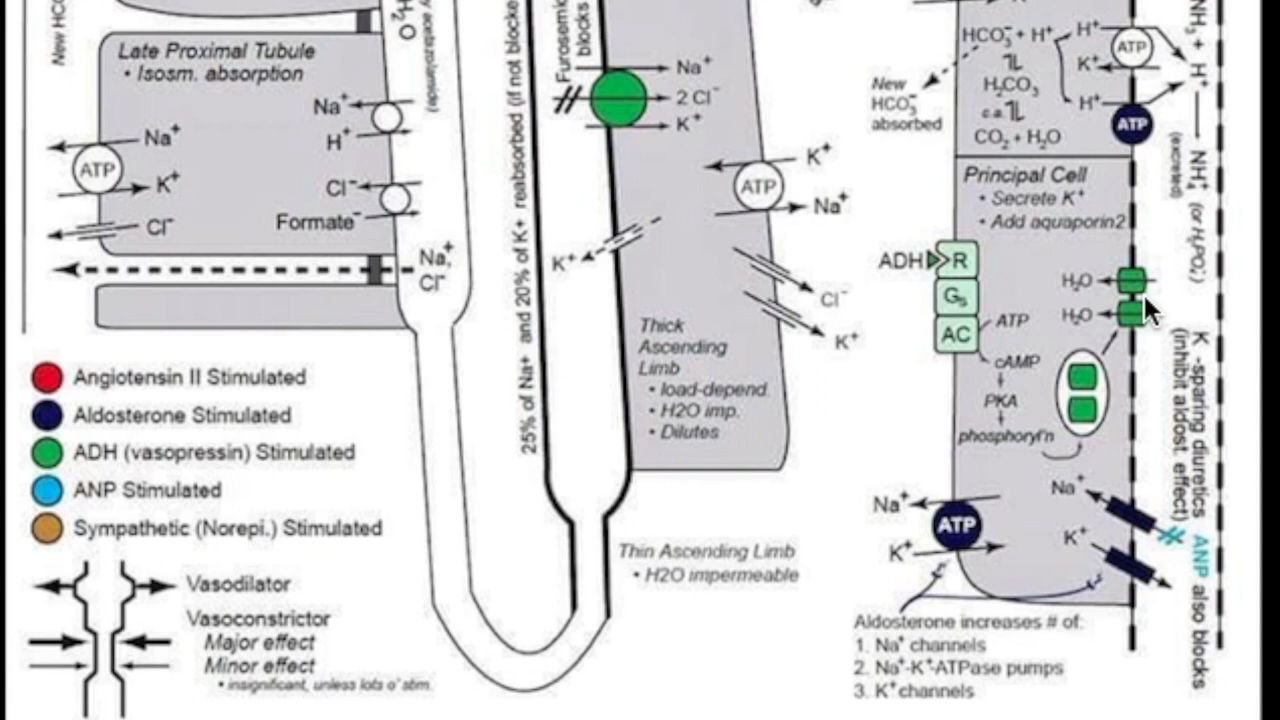 New HCO
Late Proximal Tubule
• Isosm. absorption
Na⁺
H⁺
Na⁺
ATP
K⁺
Cl⁻
Formate⁻
Cl⁻
Na⁺,
Cl⁻
H₂O
y acetazolamide)
25% of Na+ and 20% of K+ reabsorbed (if not blocke
Furosemi
blocks
Na⁺
2 Cl⁻
K⁺
K⁺
ATP
Na⁺
K⁺
Cl⁻
K⁺
Thick
Ascending
Limb
• load-depend.
• H2O imp.
• Dilutes
Thin Ascending Limb
• H2O impermeable
Angiotensin II Stimulated
Aldosterone Stimulated
ADH (vasopressin) Stimulated
ANP Stimulated
Sympathetic (Norepi.) Stimulated
Vasodilator
Vasoconstrictor
Major effect
Minor effect
• insignificant, unless lots o' stim.
HCO₃⁻ + H⁺
H₂CO₃
c.a.
CO₂ + H₂O
H⁺
ATP
K⁺
H⁺
ATP
New
HCO₃⁻
absorbed
NH₃ + H⁺
NH₄⁺ (or H₂PO₄⁻)
(excreted)
Principal Cell
• Secrete K⁺
• Add aquaporin2
ADH
R
Gs
AC
ATP
cAMP
PKA
phosphoryl'n
H₂O
H₂O
K -sparing diuretics
(inhibit aldost. effect)
ANP also blocks
Na⁺
ATP
K⁺
Na⁺
K⁺
Aldosterone increases # of:
1. Na⁺ channels
2. Na⁺-K⁺-ATPase pumps
3. K⁺channels